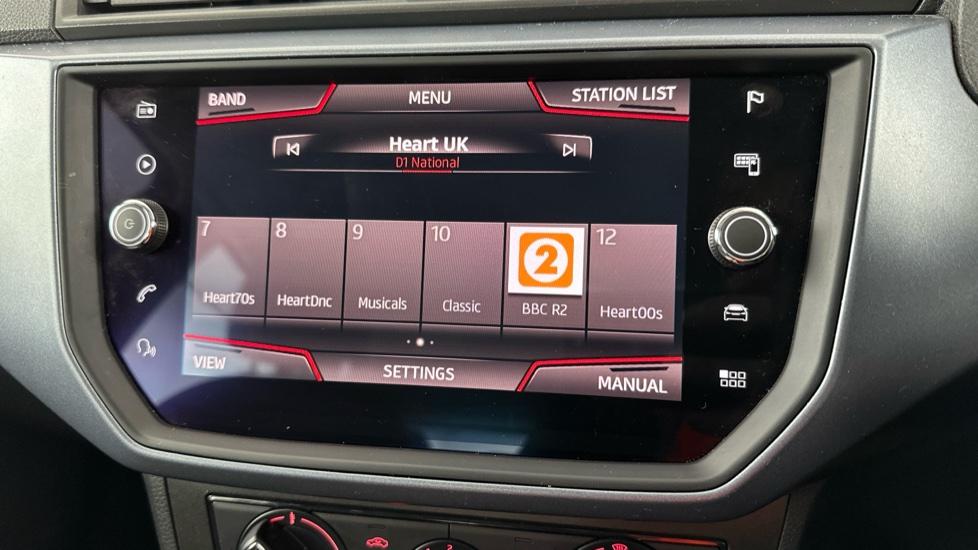 BAND MENU STATION LIST
Heart UK
D1 National
7 8 9 10 2 12
Heart70s HeartDnc Musicals Classic BBC R2 Heart00s
VIEW SETTINGS MANUAL